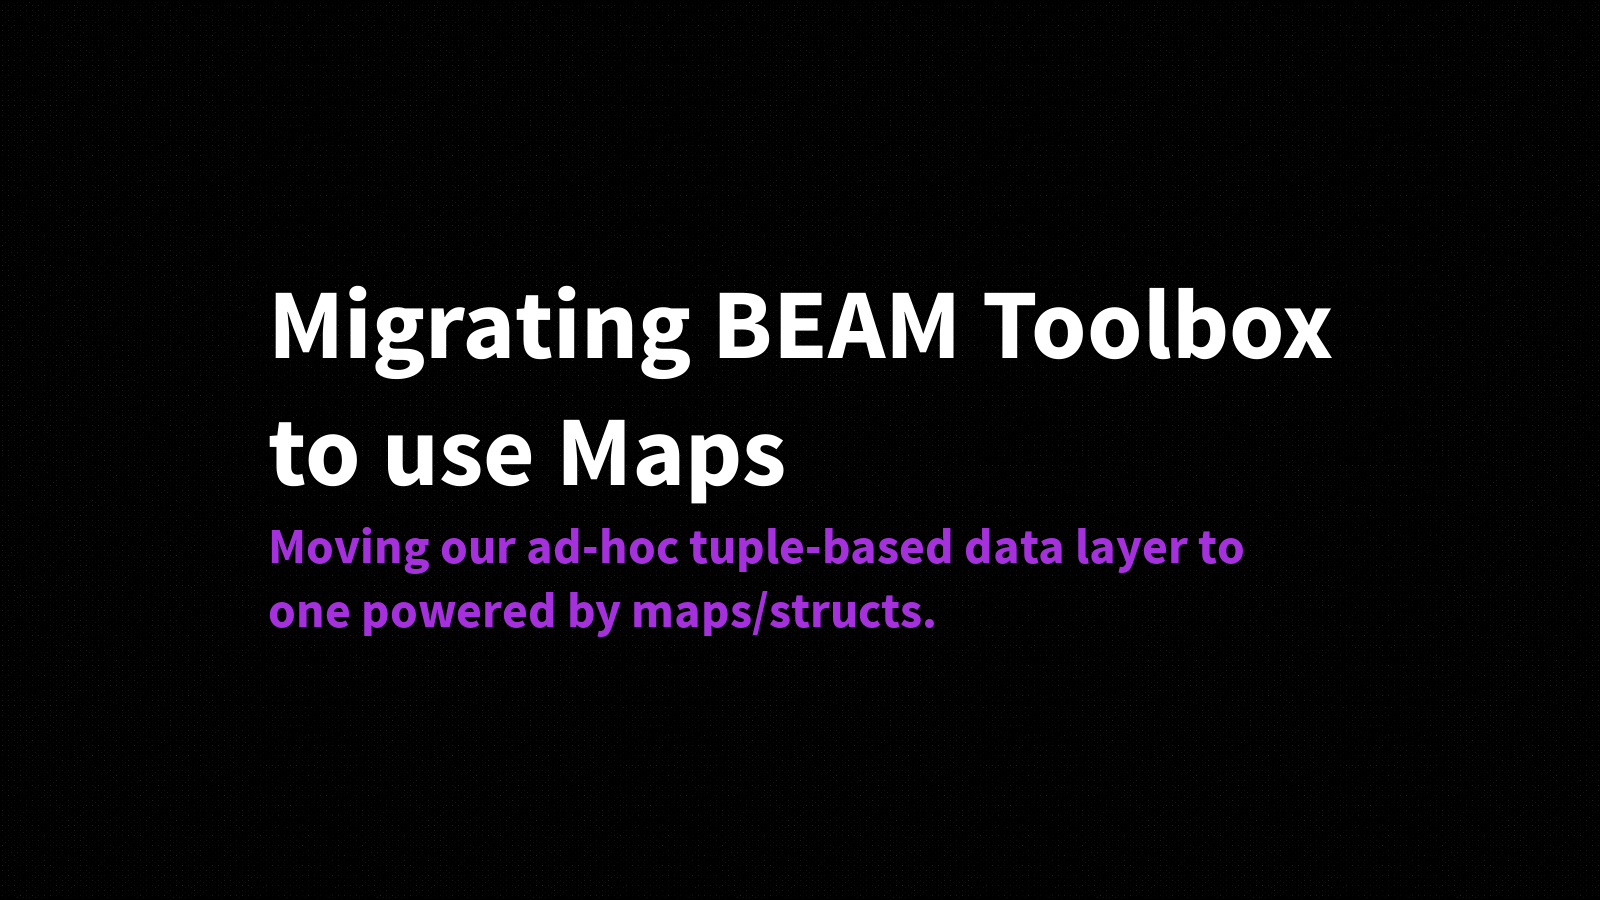 Migrating BEAM Toolbox
to use Maps
Moving our ad-hoc tuple-based data layer to
one powered by maps/structs.